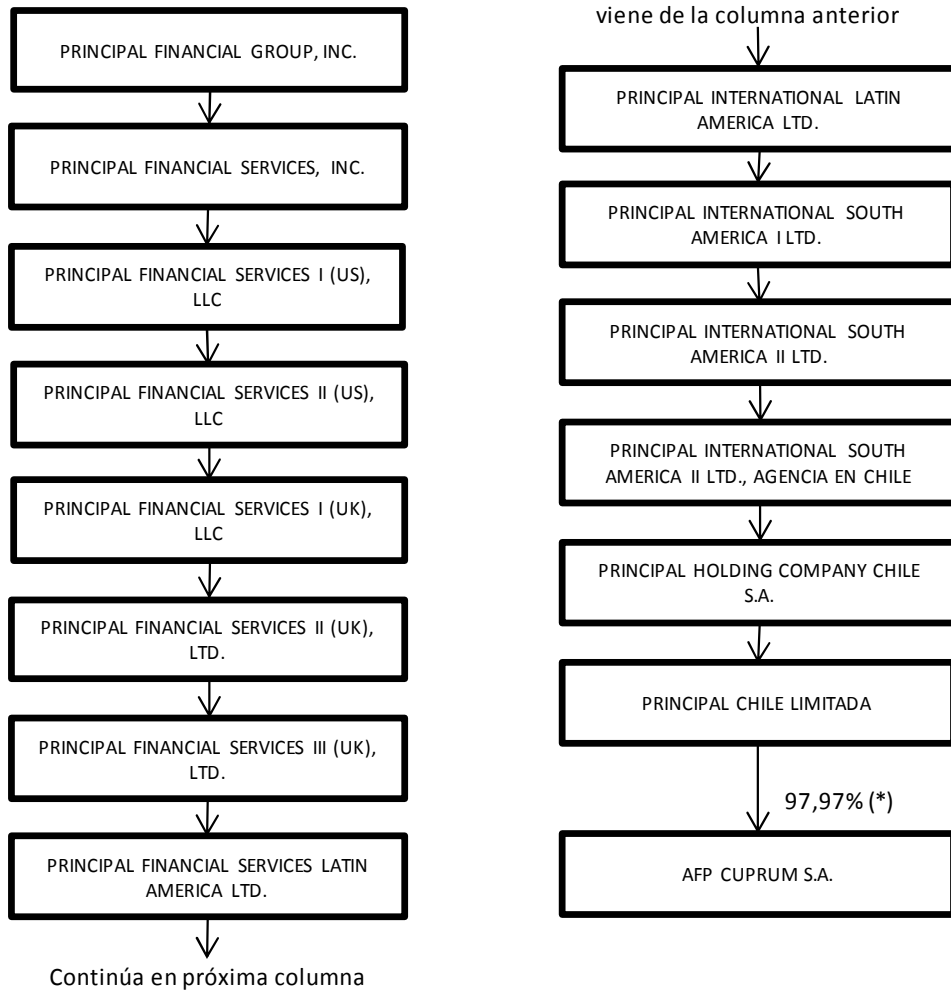 PRINCIPAL FINANCIAL GROUP, INC.
PRINCIPAL FINANCIAL SERVICES, INC.
PRINCIPAL FINANCIAL SERVICES I (US),
LLC
PRINCIPAL FINANCIAL SERVICES II (US),
LLC
PRINCIPAL FINANCIAL SERVICES I (UK),
LLC
PRINCIPAL FINANCIAL SERVICES II (UK),
LTD.
PRINCIPAL FINANCIAL SERVICES III (UK),
LTD.
PRINCIPAL FINANCIAL SERVICES LATIN
AMERICA LTD.
Continúa en próxima columna
viene de la columna anterior
PRINCIPAL INTERNATIONAL LATIN
AMERICA LTD.
PRINCIPAL INTERNATIONAL SOUTH
AMERICA I LTD.
PRINCIPAL INTERNATIONAL SOUTH
AMERICA II LTD.
PRINCIPAL INTERNATIONAL SOUTH
AMERICA II LTD., AGENCIA EN CHILE
PRINCIPAL HOLDING COMPANY CHILE
S.A.
PRINCIPAL CHILE LIMITADA
97,97% (*)
AFP CUPRUM S.A.